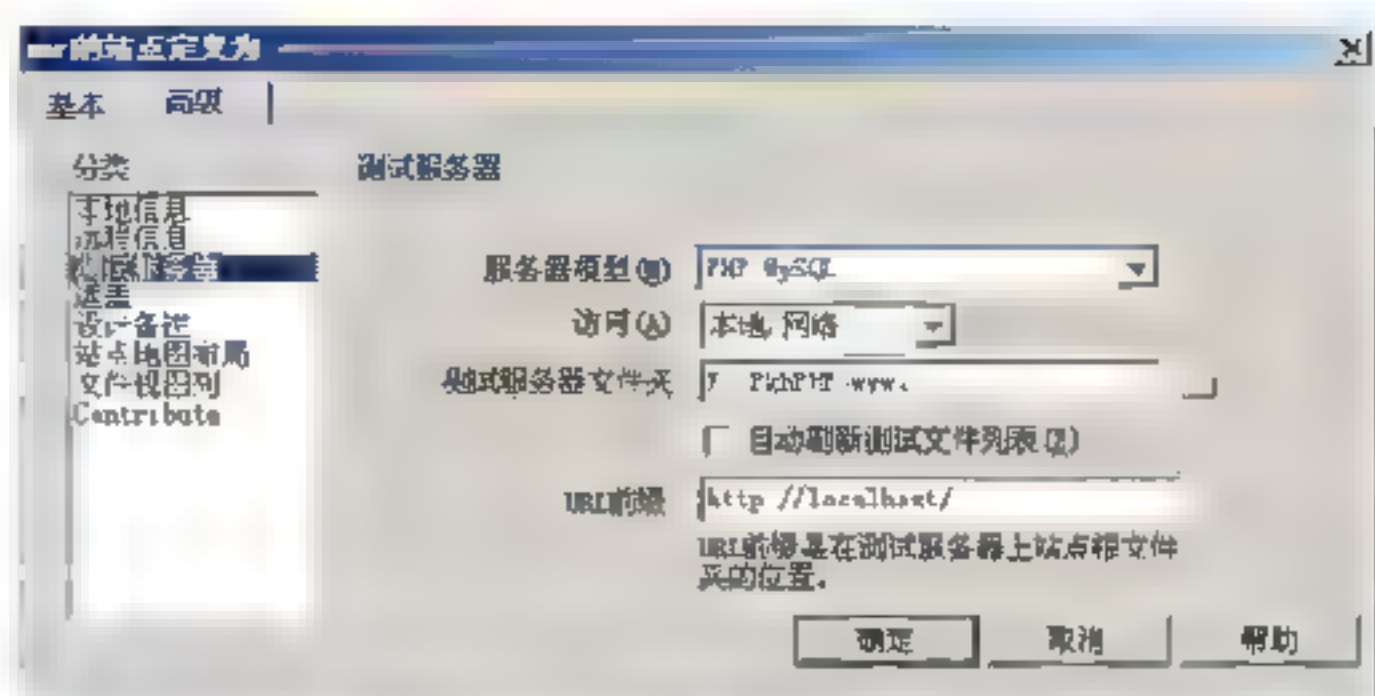 的站点定义为
基本 高级
分类 测试服务器
本地信息
远程信息
测试服务器
遮盖
设计备注
站点地图布局
文件视图列
Contribute
服务器模型(M) PHP MySQL
访问(A) 本地/网络
测试服务器文件夹 www
自动刷新测试文件列表(R)
URL前缀 http://localhost/
URL前缀是在测试服务器上站点根文件
夹的位置。
确定 取消 帮助